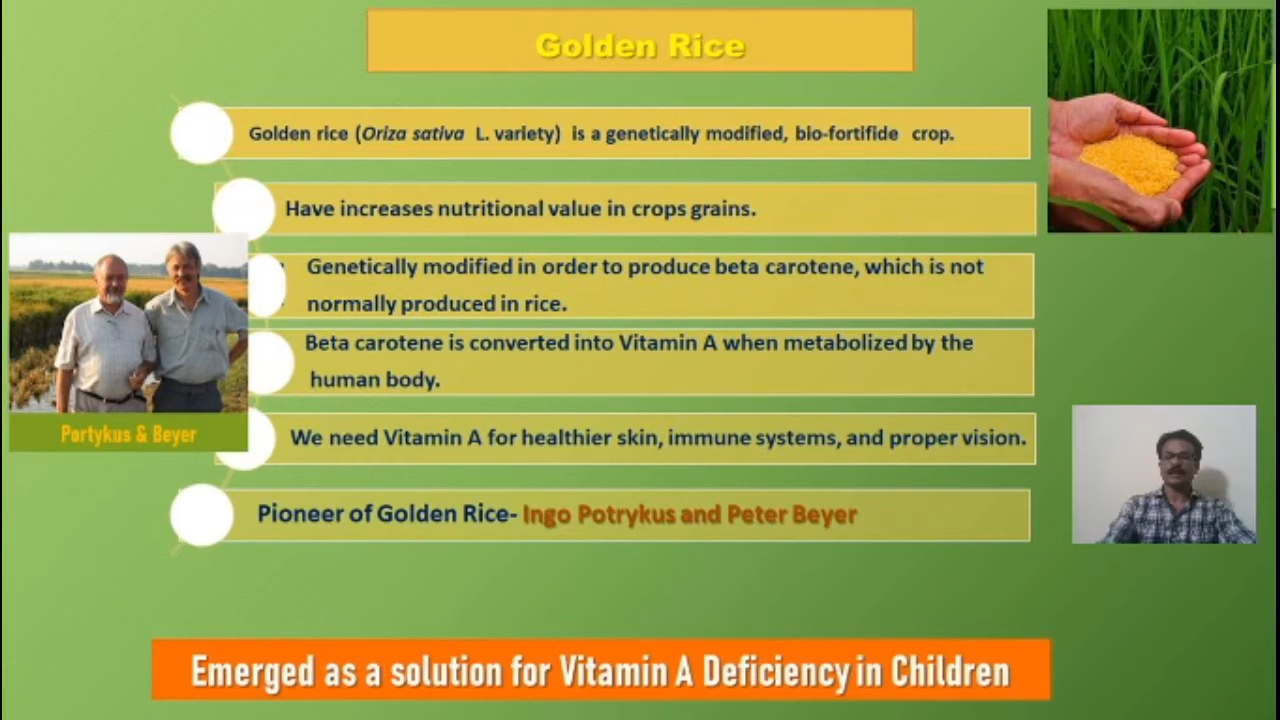 Golden Rice
Golden rice (Oriza sativa L. variety) is a genetically modified, bio-fortifide crop.
Have increases nutritional value in crops grains.
Genetically modified in order to produce beta carotene, which is not
normally produced in rice.
Beta carotene is converted into Vitamin A when metabolized by the
human body.
Portykus & Beyer
We need Vitamin A for healthier skin, immune systems, and proper vision.
Pioneer of Golden Rice- Ingo Potrykus and Peter Beyer
Emerged as a solution for Vitamin A Deficiency in Children